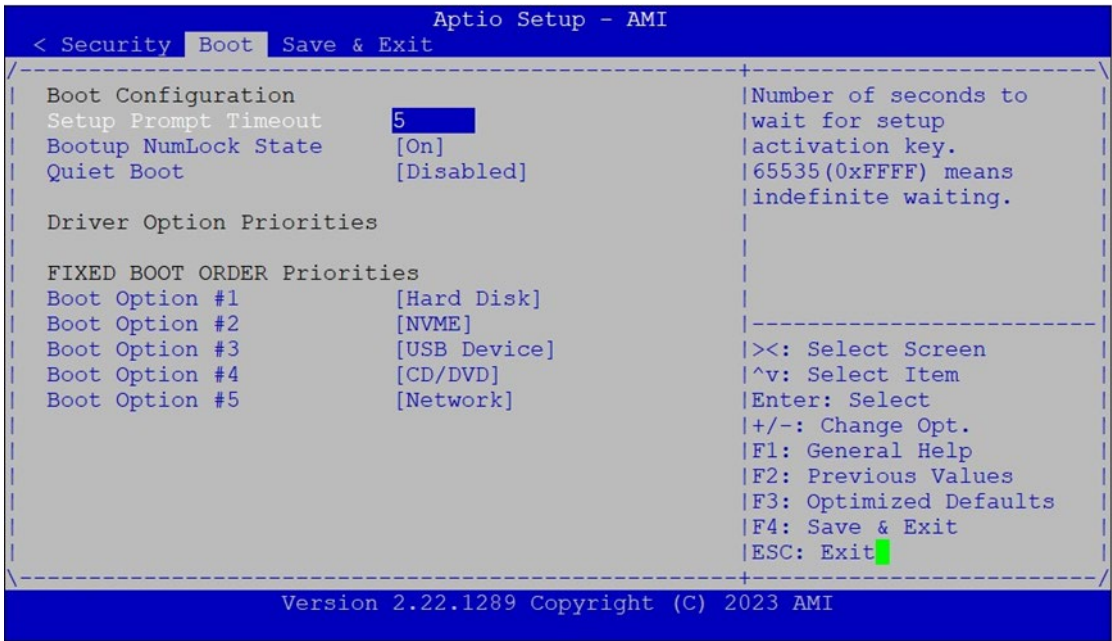 Aptio Setup - AMI
< Security Boot Save & Exit
Boot Configuration
Setup Prompt Timeout 5
Bootup NumLock State [On]
Quiet Boot [Disabled]
Driver Option Priorities
FIXED BOOT ORDER Priorities
Boot Option #1 [Hard Disk]
Boot Option #2 [NVME]
Boot Option #3 [USB Device]
Boot Option #4 [CD/DVD]
Boot Option #5 [Network]
Number of seconds to
wait for setup
activation key.
65535(0xFFFF) means
indefinite waiting.
><: Select Screen
^v: Select Item
Enter: Select
+/-: Change Opt.
F1: General Help
F2: Previous Values
F3: Optimized Defaults
F4: Save & Exit
ESC: Exit
Version 2.22.1289 Copyright (C) 2023 AMI